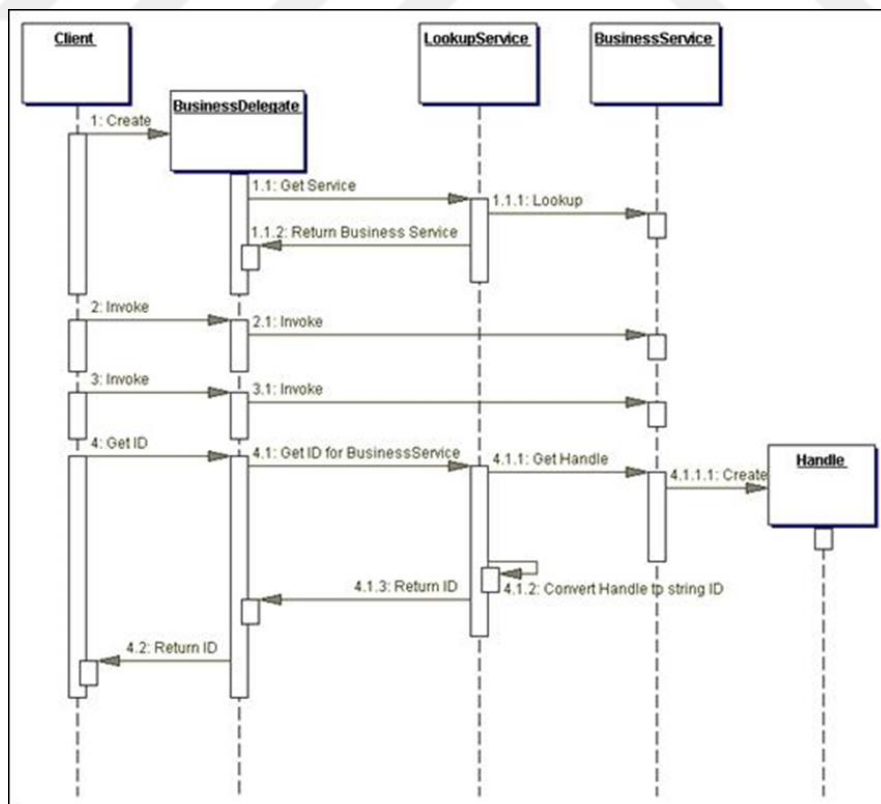 Client
LookupService
BusinessService
BusinessDelegate
1: Create
1.1: Get Service
1.1.1: Lookup
1.1.2: Return Business Service
2: Invoke
2.1: Invoke
3: Invoke
3.1: Invoke
4: Get ID
4.1: Get ID for BusinessService
4.1.1: Get Handle
4.1.1.1: Create
Handle
4.1.2: Convert Handle to string ID
4.1.3: Return ID
4.2: Return ID